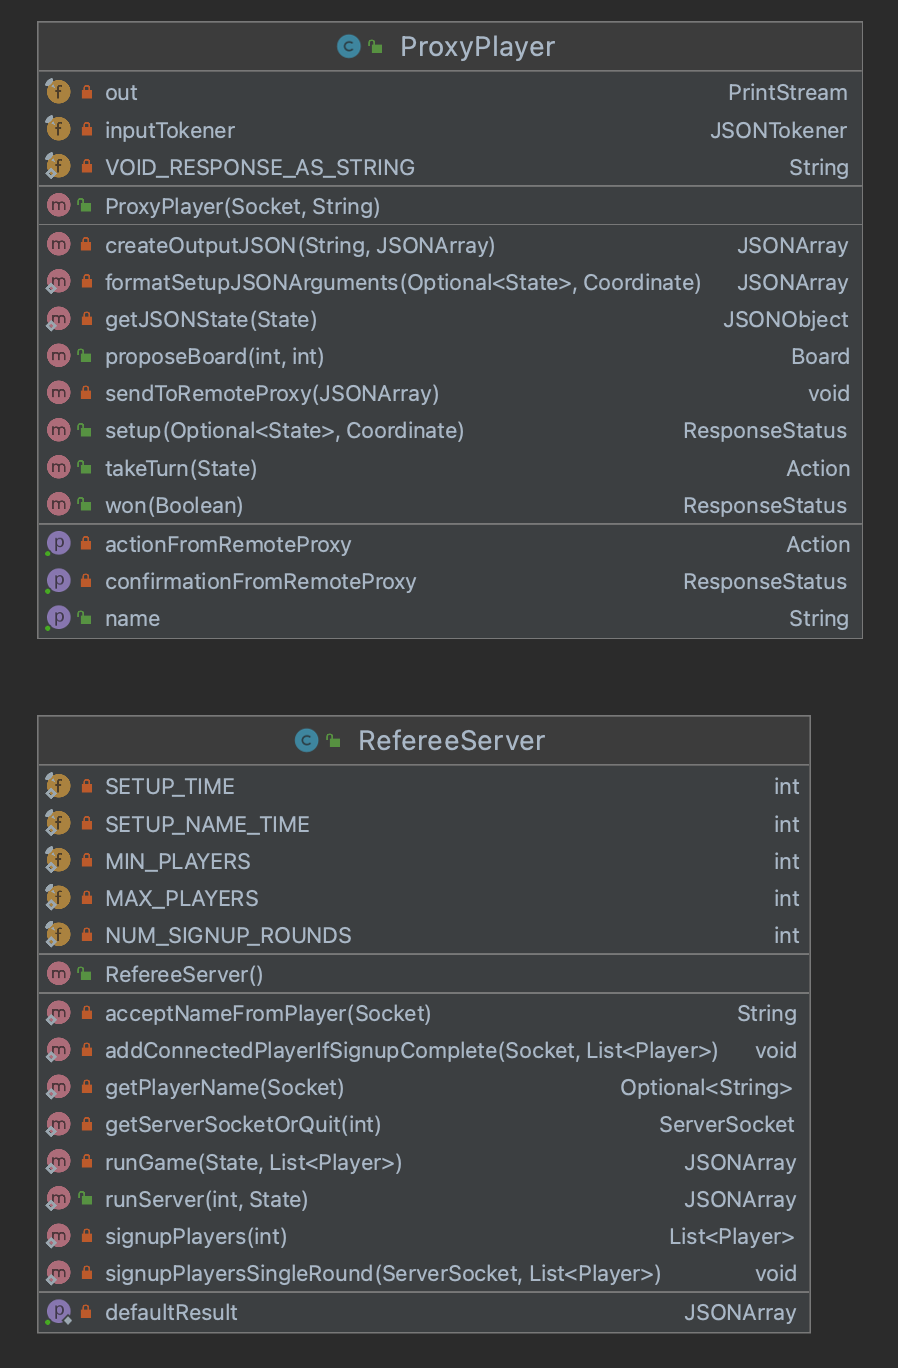 ProxyPlayer
out PrintStream
inputTokener JSONTokener
VOID_RESPONSE_AS_STRING String
ProxyPlayer(Socket, String)
createOutputJSON(String, JSONArray) JSONArray
formatSetupJSONArguments(Optional<State>, Coordinate) JSONArray
getJSONState(State) JSONObject
proposeBoard(int, int) Board
sendToRemoteProxy(JSONArray) void
setup(Optional<State>, Coordinate) ResponseStatus
takeTurn(State) Action
won(Boolean) ResponseStatus
actionFromRemoteProxy Action
confirmationFromRemoteProxy ResponseStatus
name String
RefereeServer
SETUP_TIME int
SETUP_NAME_TIME int
MIN_PLAYERS int
MAX_PLAYERS int
NUM_SIGNUP_ROUNDS int
RefereeServer()
acceptNameFromPlayer(Socket) String
addConnectedPlayerIfSignupComplete(Socket, List<Player>) void
getPlayerName(Socket) Optional<String>
getServerSocketOrQuit(int) ServerSocket
runGame(State, List<Player>) JSONArray
runServer(int, State) JSONArray
signupPlayers(int) List<Player>
signupPlayersSingleRound(ServerSocket, List<Player>) void
defaultResult JSONArray